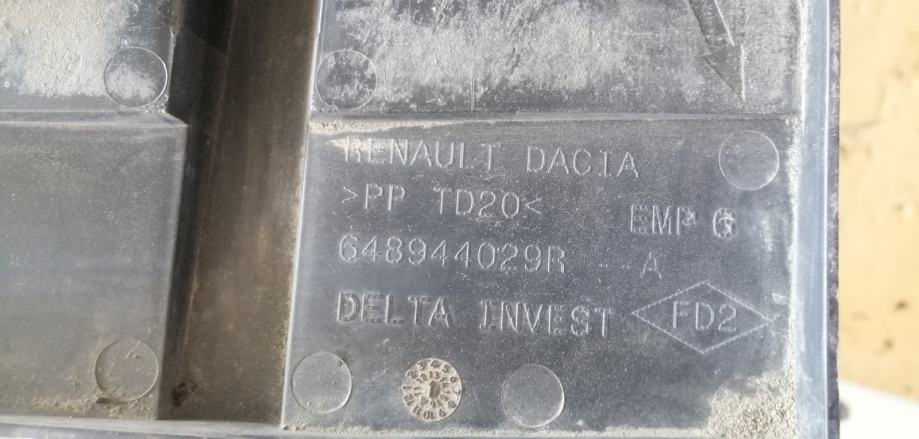 RENAULT DACIA
>PP TD20<
EMP 6
648944029R --A
DELTA INVEST
FD2